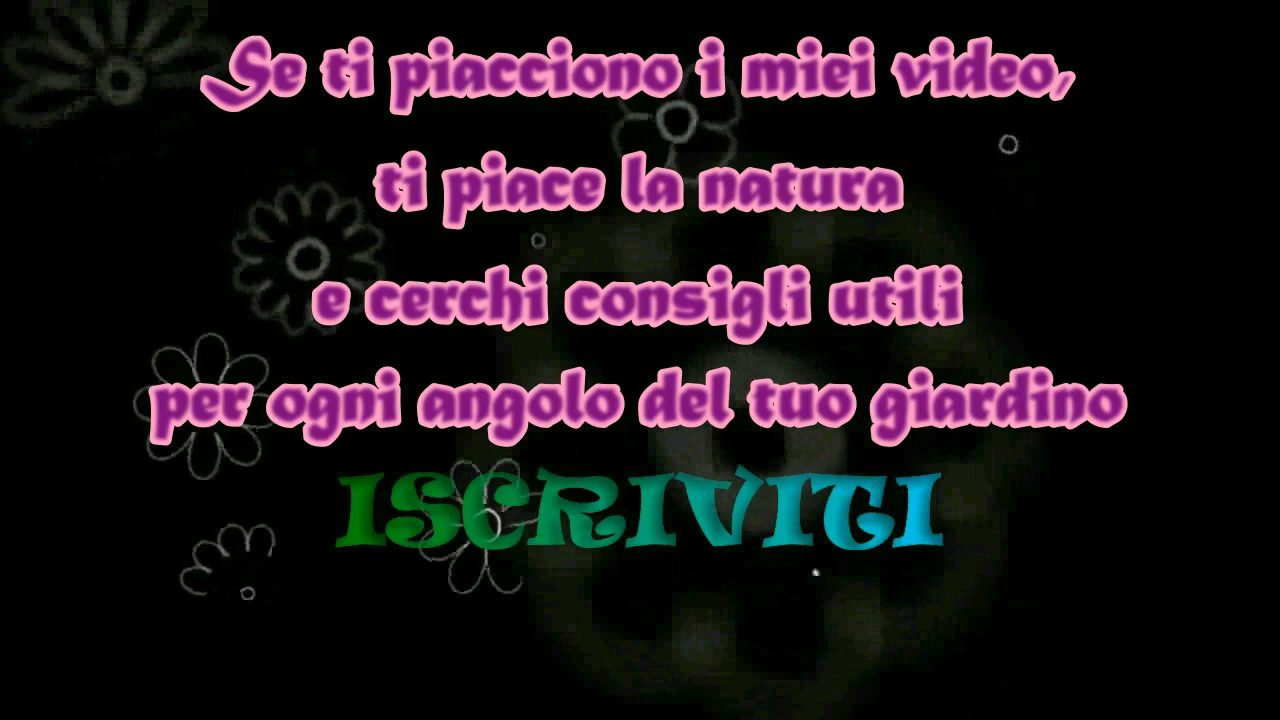 Se ti piacciono i miei video,
ti piace la natura
e cerchi consigli utili
per ogni angolo del tuo giardino
ISCRIVITI